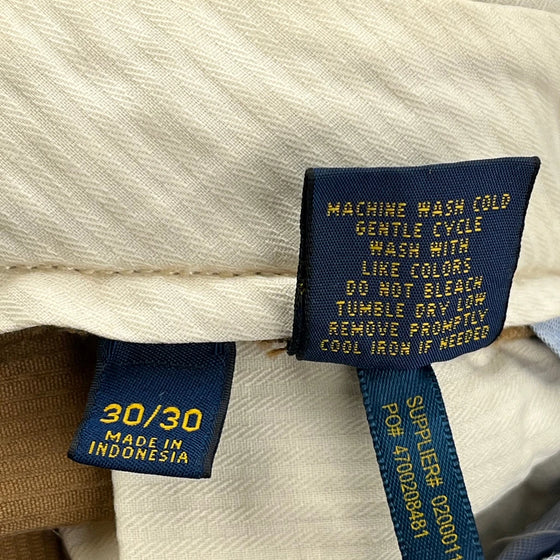 MACHINE WASH COLD
GENTLE CYCLE
WASH WITH
LIKE COLORS
DO NOT BLEACH
TUMBLE DRY LOW
REMOVE PROMPTLY
COOL IRON IF NEEDED
30/30
MADE IN
INDONESIA
SUPPLIER#
PO# 4700208481